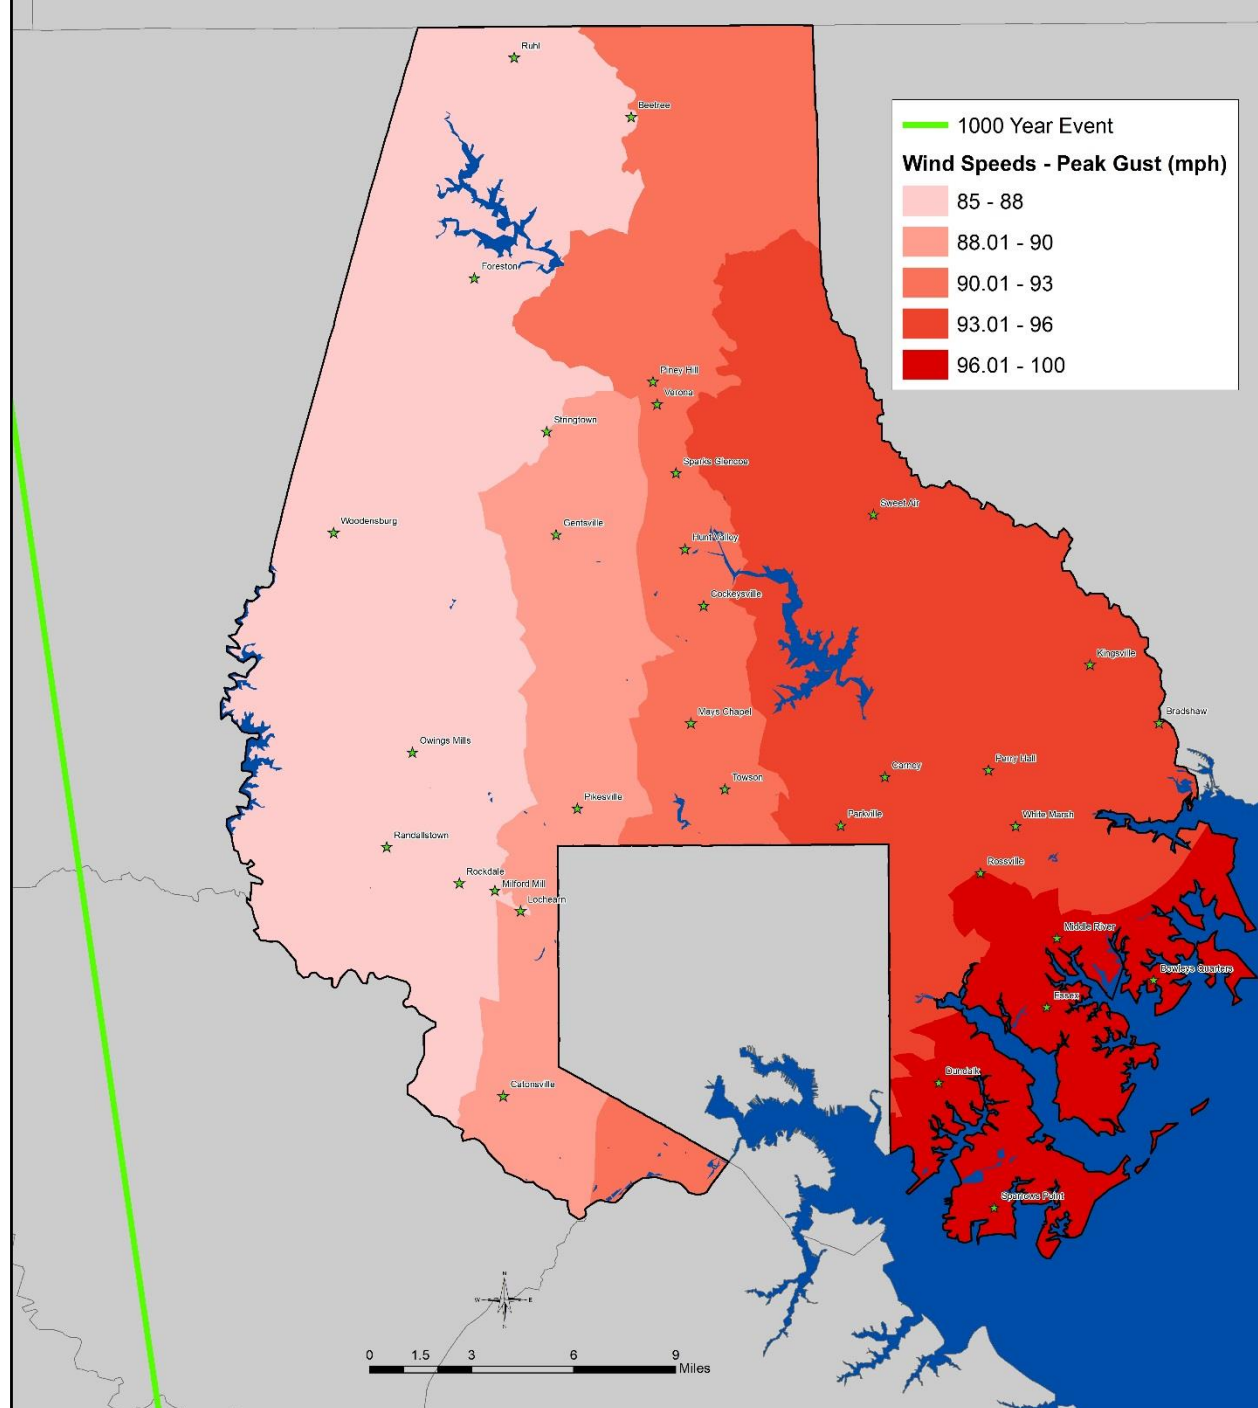 Ruhl
Beetree
1000 Year Event
Wind Speeds - Peak Gust (mph)
85 - 88
88.01 - 90
90.01 - 93
93.01 - 96
96.01 - 100
Foreston
Piney Hill
Verona
Stringtown
Sparks Glencoe
Sweet Air
Woodensburg
Gentsville
Hunt Valley
Cockeysville
Kingsville
Mays Chapel
Bradshaw
Owings Mills
Carney
Perry Hall
Towson
Pikesville
Parkville
White Marsh
Randallstown
Rossville
Rockdale
Milford Mill
Lochearn
Middle River
Bowleys Quarters
Essex
Dundalk
Catonsville
Sparrows Point
N
W
E
S
0 1.5 3 6 9
Miles